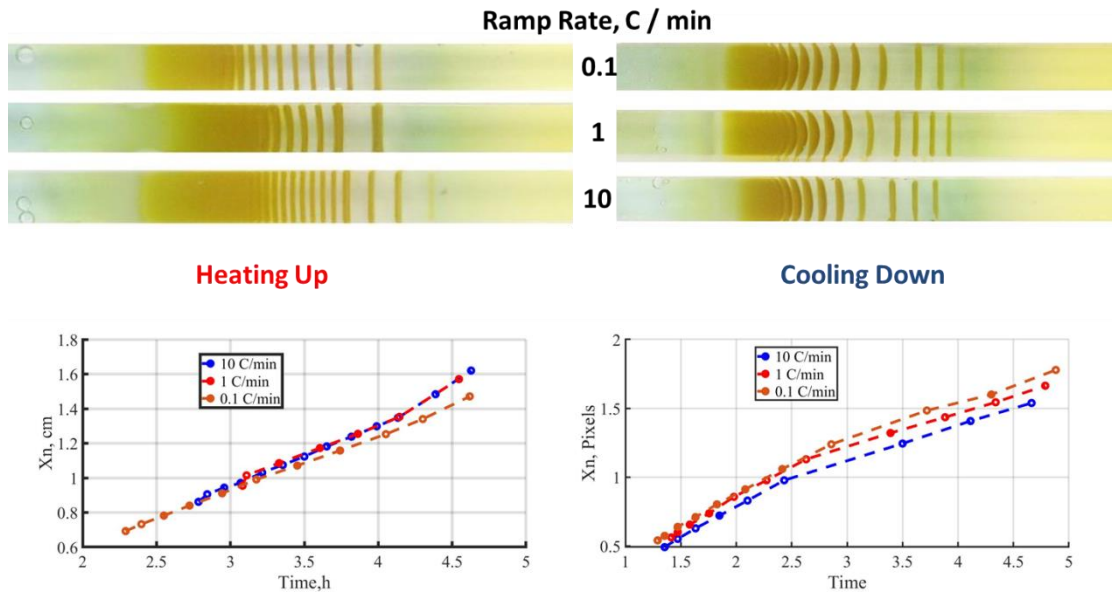 Ramp Rate, C / min
0.1
1
10
Heating Up
Cooling Down
1.8
1.6
1.4
1.2
1
0.8
0.6
Xn, cm
10 C/min
1 C/min
0.1 C/min
2
2.5
3
3.5
4
4.5
5
Time,h
2
1.5
1
0.5
Xn, Pixels
10 C/min
1 C/min
0.1 C/min
1
1.5
2
2.5
3
3.5
4
4.5
5
Time